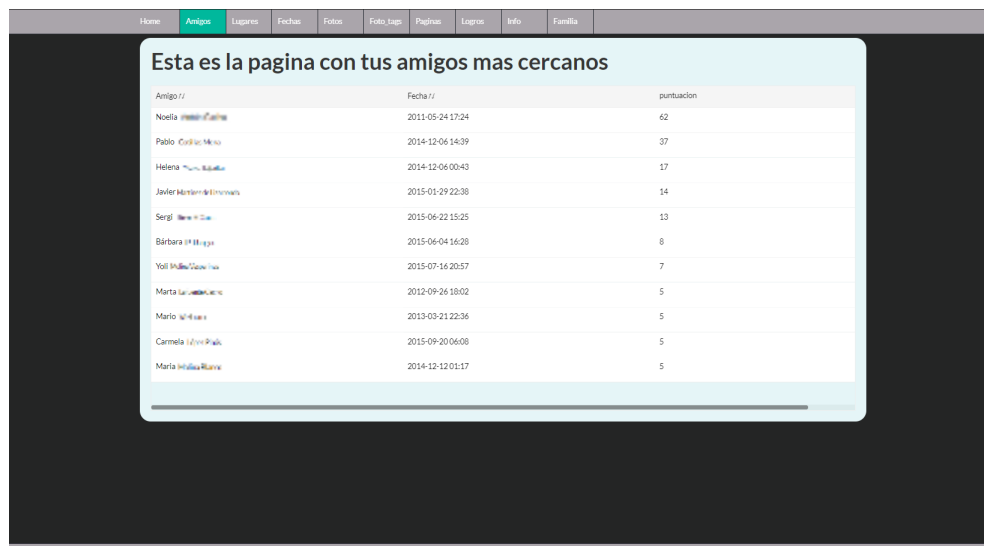 Home Amigos Lugares Fechas Fotos Foto_tags Paginas Logros Info Familia
Esta es la pagina con tus amigos mas cercanos
Amigo // Fecha // puntuacion
Noelia 2011-05-24 17:24 62
Pablo 2014-12-06 14:39 37
Helena 2014-12-06 00:43 17
Javier 2015-01-29 22:38 14
Sergi 2015-06-22 15:25 13
Bárbara 2015-06-04 16:28 8
Yoli 2015-07-16 20:57 7
Marta 2012-09-26 18:02 5
Mario 2013-03-21 22:36 5
Carmela 2015-09-20 06:08 5
Maria 2014-12-12 01:17 5